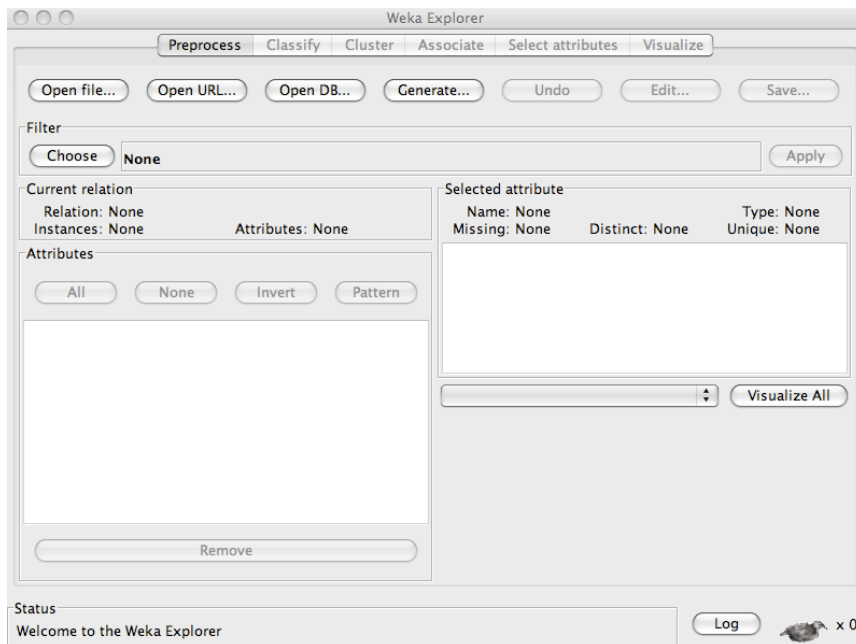 Weka Explorer
Preprocess Classify Cluster Associate Select attributes Visualize
Open file... Open URL... Open DB... Generate... Undo Edit... Save...
Filter
Choose None Apply
Current relation
Relation: None
Instances: None Attributes: None
Selected attribute
Name: None Type: None
Missing: None Distinct: None Unique: None
Attributes
All None Invert Pattern
Visualize All
Remove
Status
Welcome to the Weka Explorer
Log x 0